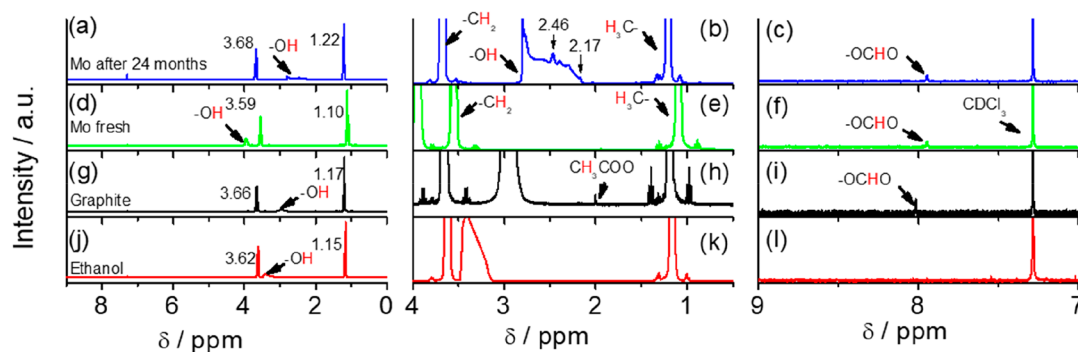 Intensity / a.u.
(a)
-OH
3.68
1.22
Mo after 24 months
(b)
-CH2
-OH
2.46
2.17
H3C-
(c)
-OCHO
(d)
-OH
3.59
1.10
Mo fresh
(e)
-CH2
H3C-
(f)
-OCHO
CDCl3
(g)
3.66
-OH
1.17
Graphite
(h)
CH3COO
(i)
-OCHO
(j)
3.62
-OH
1.15
Ethanol
(k)
(l)
8 6 4 2 0
4 3 2 1
9 8 7
δ / ppm
δ / ppm
δ / ppm